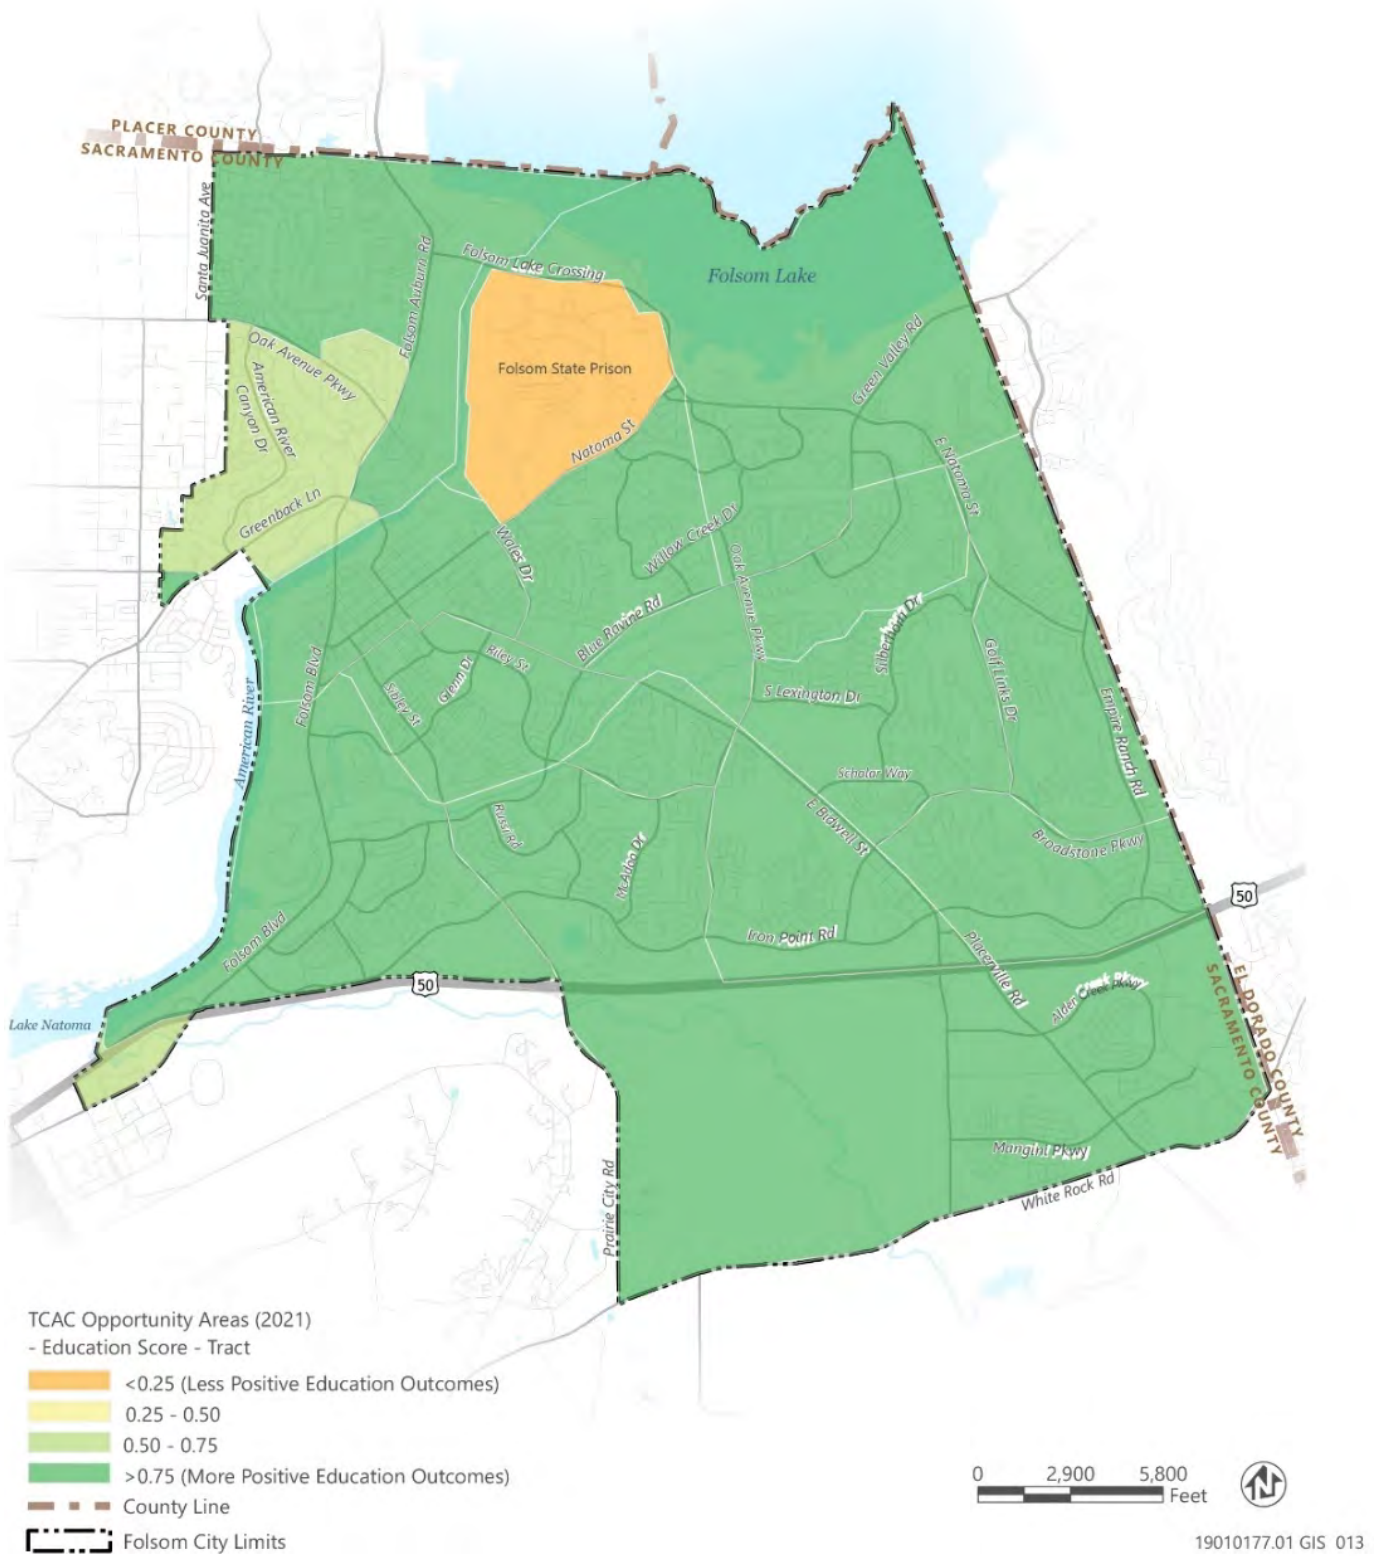 PLACER COUNTY
SACRAMENTO COUNTY
Santa Juanita Ave
Folsom Auburn Rd
Folsom Lake Crossing
Folsom Lake
Oak Avenue Pkwy
American River
Canyon Dr
Folsom State Prison
Green Valley Rd
Natoma St
E Natoma St
Greenback Ln
Wales Dr
Willow Creek Dr
Oak Avenue Pkwy
Blue Ravine Rd
Silberhorn Dr
Folsom Blvd
Riley St
Glenn Dr
Sibley St
S Lexington Dr
Golf Links Dr
Empire Ranch Rd
American River
Scholar Way
E Bidwell St
Russi Rd
McAdoo Dr
Broadstone Pkwy
50
Folsom Blvd
Iron Point Rd
Placerville Rd
50
Alder Creek Pkwy
EL DORADO COUNTY
SACRAMENTO COUNTY
Lake Natoma
Mangini Pkwy
White Rock Rd
Prairie City Rd
TCAC Opportunity Areas (2021)
- Education Score - Tract
<0.25 (Less Positive Education Outcomes)
0.25 - 0.50
0.50 - 0.75
>0.75 (More Positive Education Outcomes)
County Line
Folsom City Limits
0 2,900 5,800
Feet
N
19010177.01 GIS 013